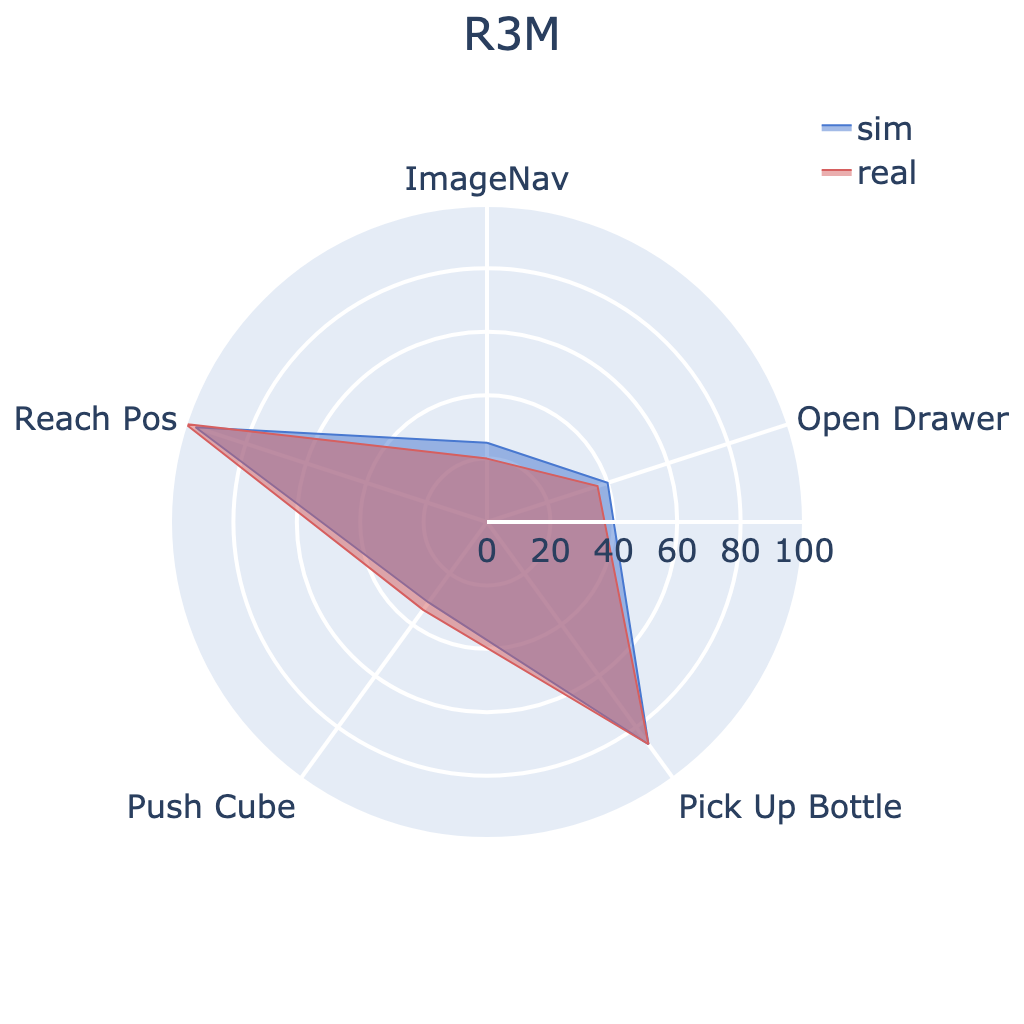 R3M
sim
real
ImageNav
Reach Pos
Open Drawer
0 20 40 60 80 100
Push Cube
Pick Up Bottle